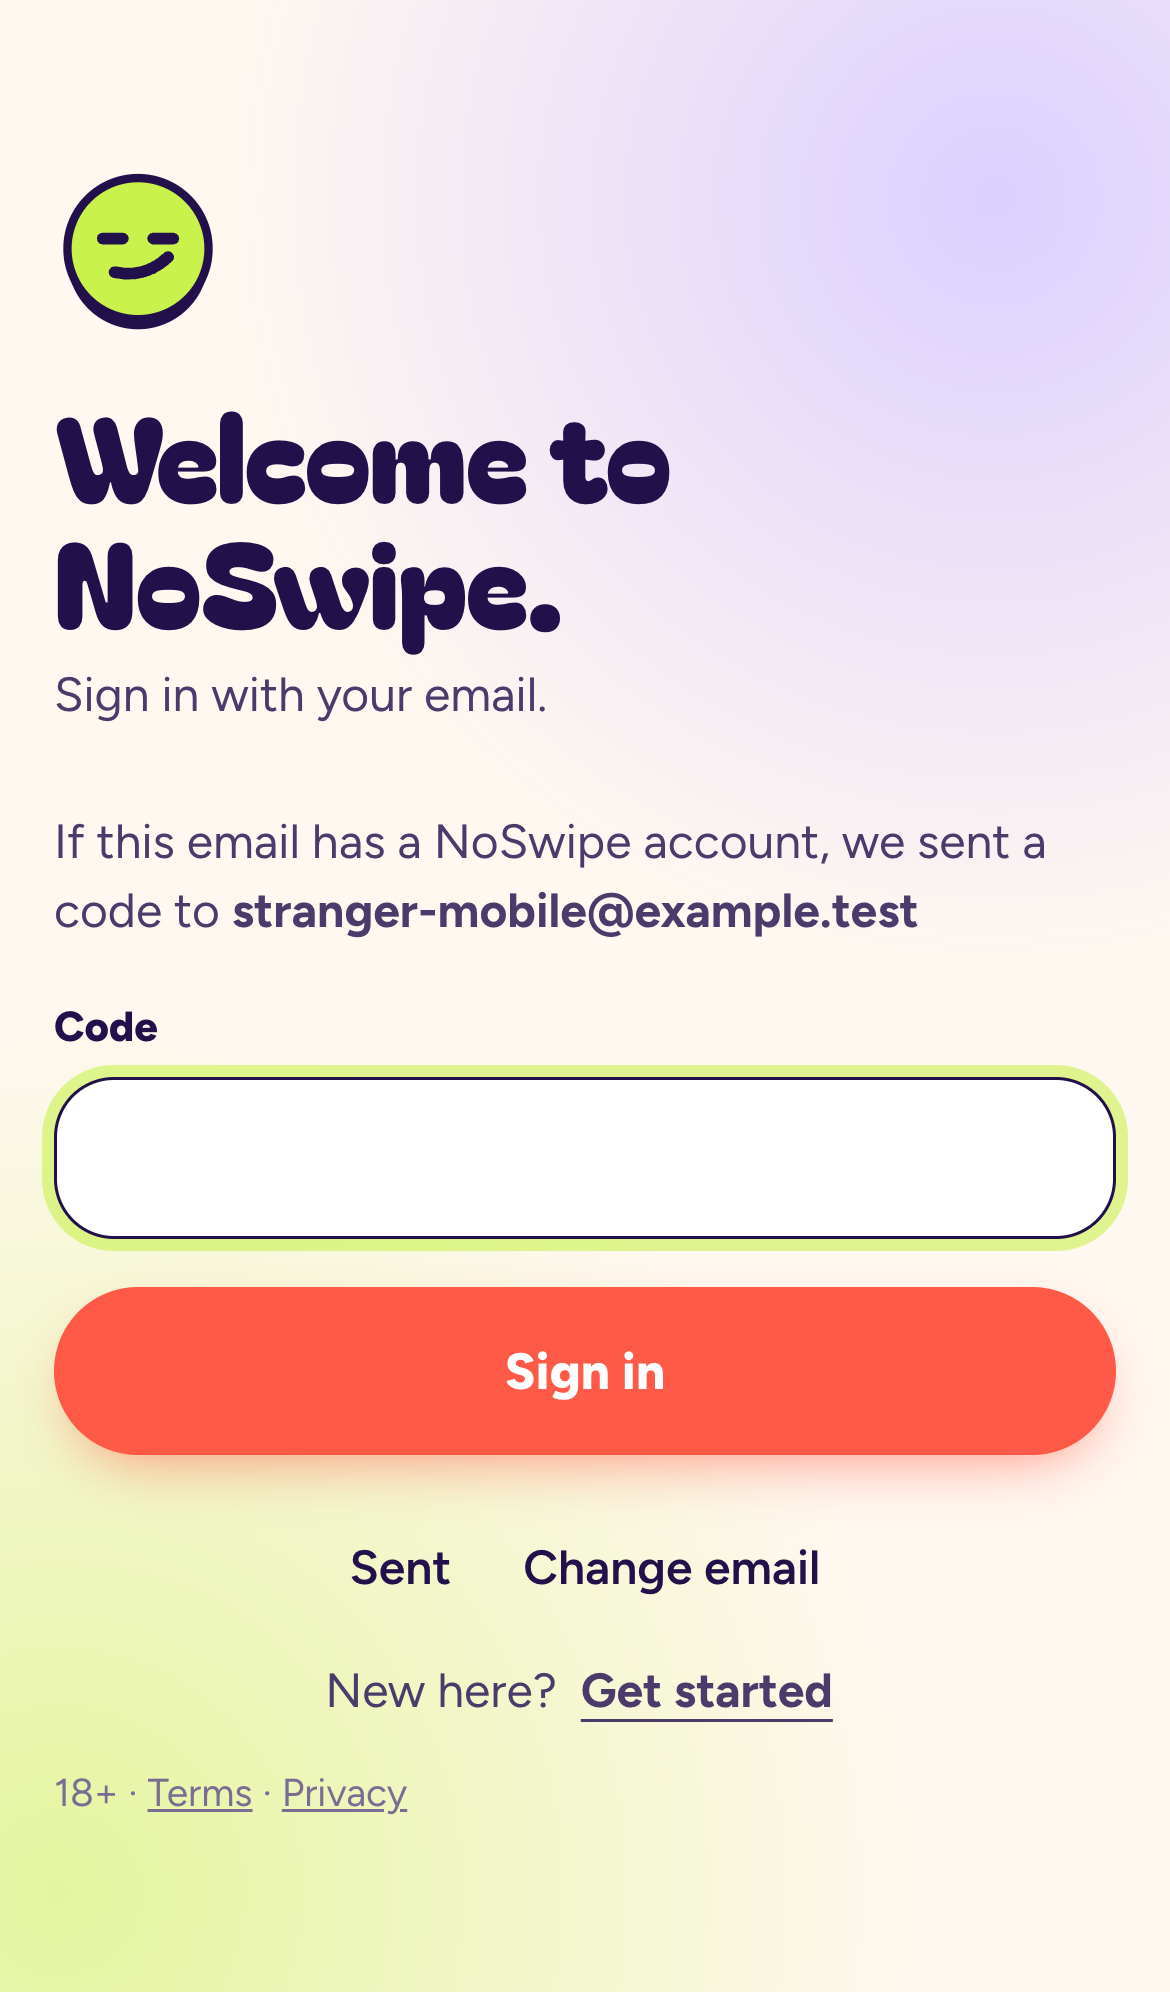 Welcome to
NoSwipe.
Sign in with your email.
If this email has a NoSwipe account, we sent a
code to stranger-mobile@example.test
Code
Sign in
Sent Change email
New here? Get started
18+ · Terms · Privacy